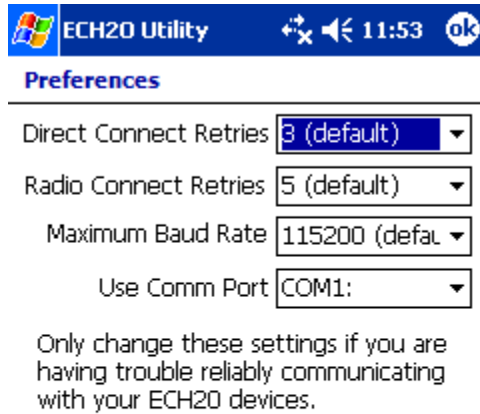 ECH2O Utility 11:53 ok
Preferences
Direct Connect Retries 3 (default)
Radio Connect Retries 5 (default)
Maximum Baud Rate 115200 (defau
Use Comm Port COM1:
Only change these settings if you are
having trouble reliably communicating
with your ECH2O devices.